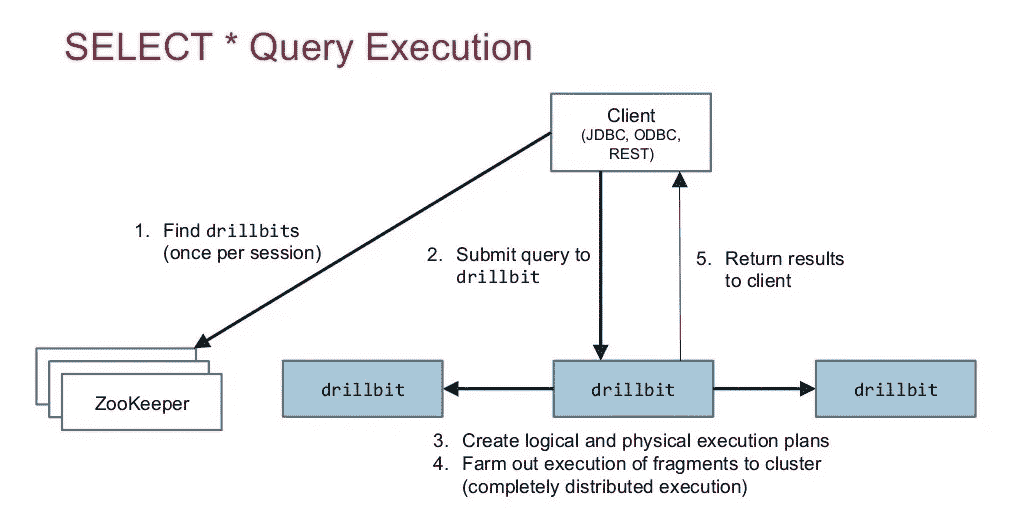 SELECT * Query Execution
Client
(JDBC, ODBC,
REST)
1. Find drillbits
(once per session)
2. Submit query to
drillbit
5. Return results
to client
ZooKeeper
drillbit
drillbit
drillbit
3. Create logical and physical execution plans
4. Farm out execution of fragments to cluster
(completely distributed execution)